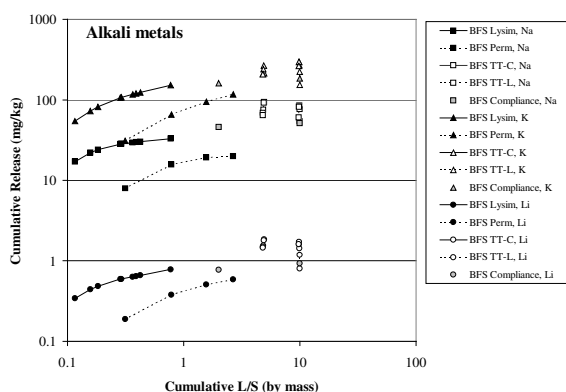 Alkali metals
Cumulative Release (mg/kg)
1000
100
10
1
0.1
0.1
1
10
100
Cumulative L/S (by mass)
BFS Lysim, Na
BFS Perm, Na
BFS TT-C, Na
BFS TT-L, Na
BFS Compliance, Na
BFS Lysim, K
BFS Perm, K
BFS TT-C, K
BFS TT-L, K
BFS Compliance, K
BFS Lysim, Li
BFS Perm, Li
BFS TT-C, Li
BFS TT-L, Li
BFS Compliance, Li